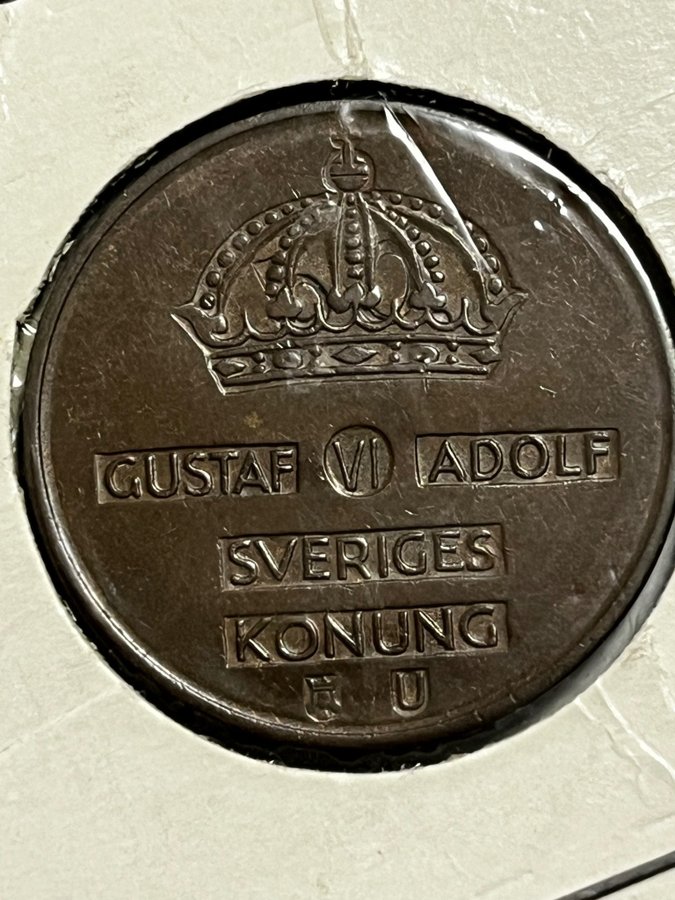 GUSTAF VI ADOLF
SVERIGES
KONUNG
U